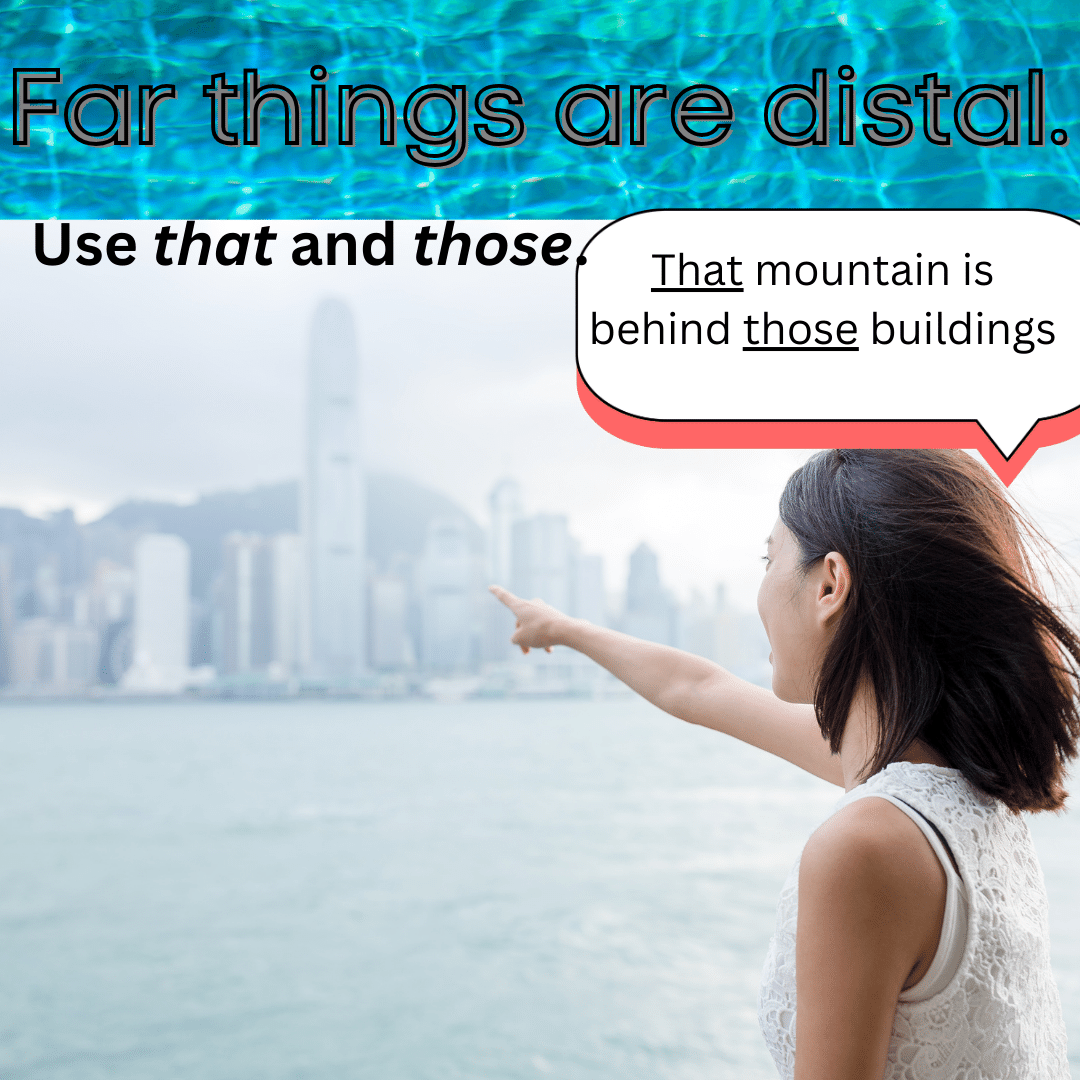 Far things are distal.
Use that and those.
That mountain is
behind those buildings